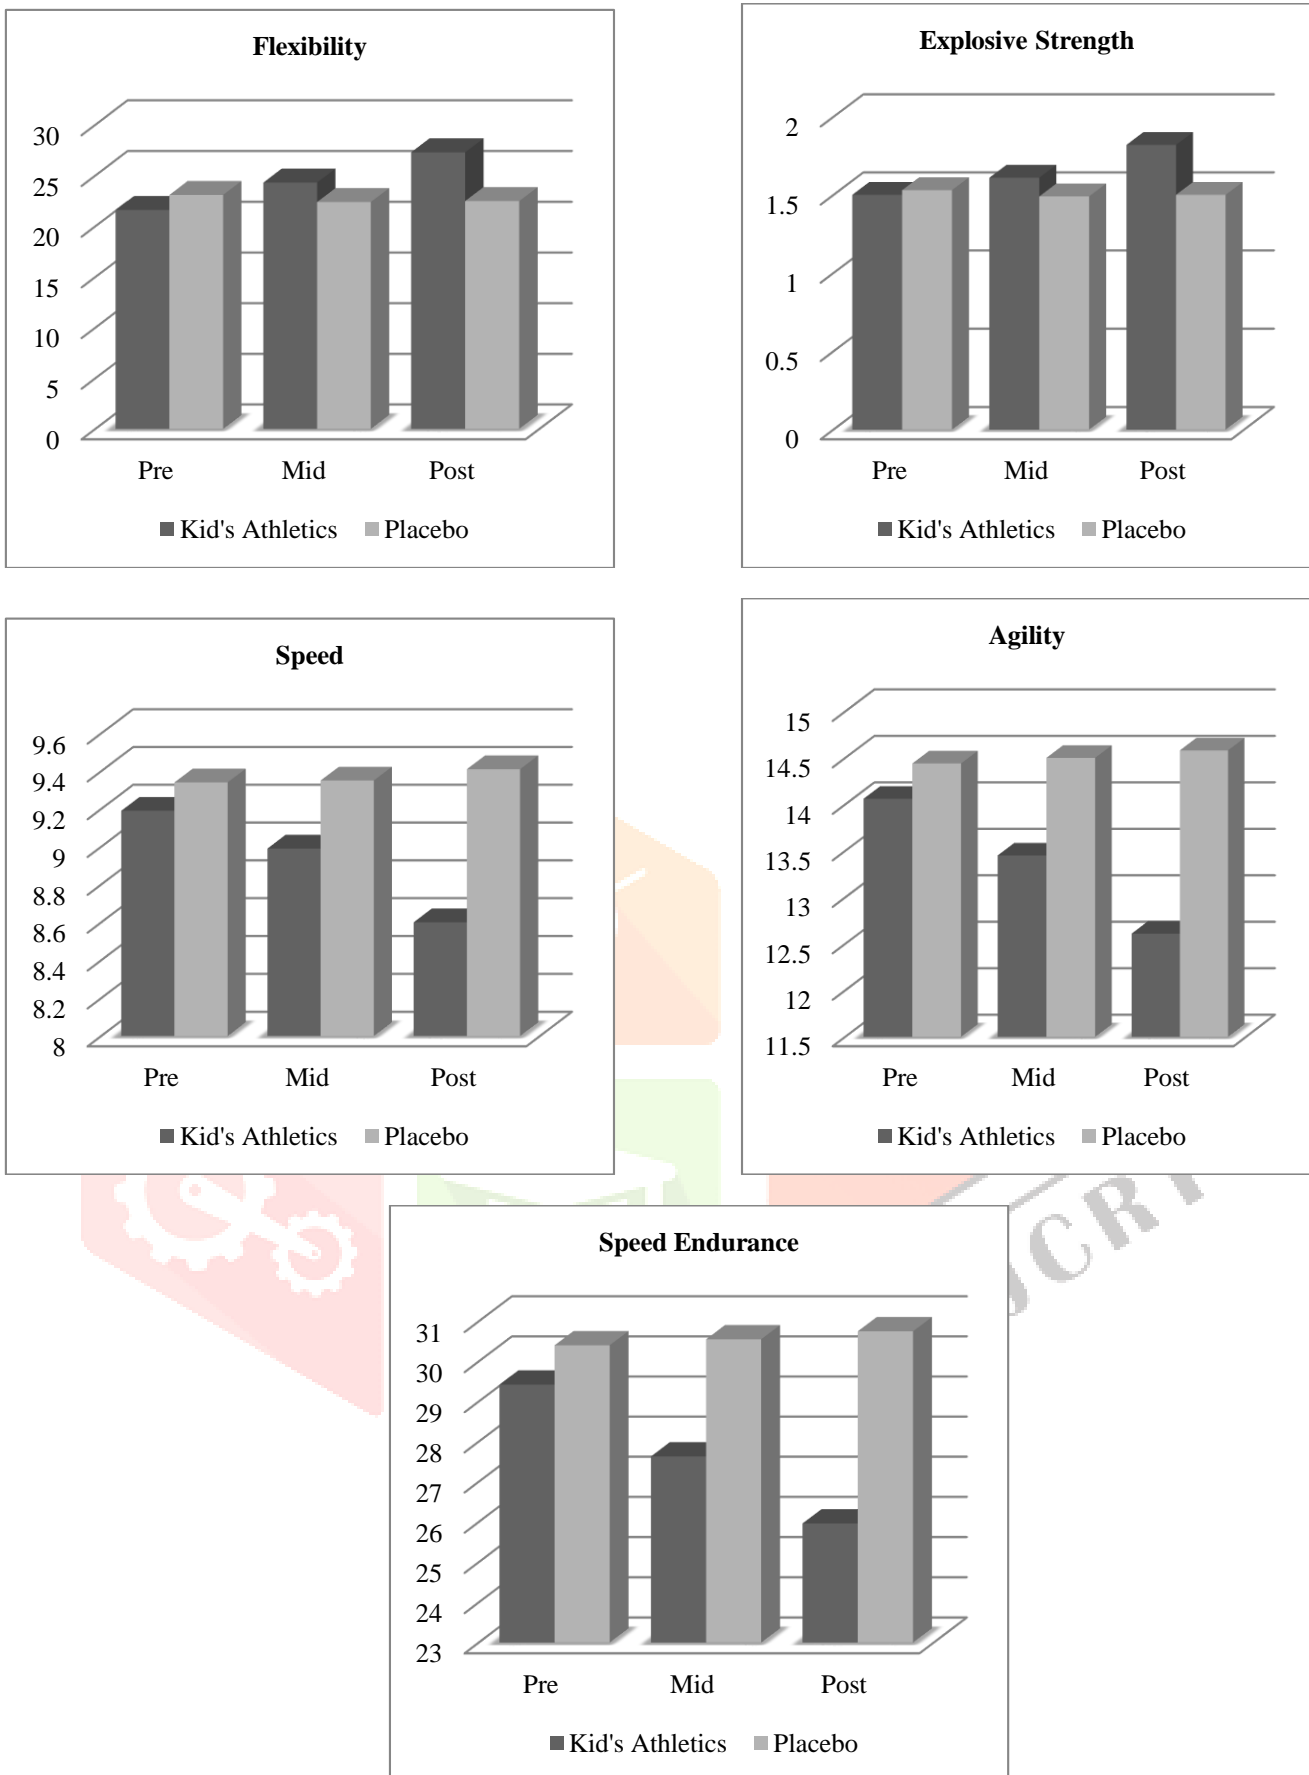 Flexibility
30
25
20
15
10
5
0
Pre Mid Post
Kid's Athletics Placebo
Explosive Strength
2
1.5
1
0.5
0
Pre Mid Post
Kid's Athletics Placebo
Speed
9.6
9.4
9.2
9
8.8
8.6
8.4
8.2
8
Pre Mid Post
Kid's Athletics Placebo
Agility
15
14.5
14
13.5
13
12.5
12
11.5
Pre Mid Post
Kid's Athletics Placebo
Speed Endurance
31
30
29
28
27
26
25
24
23
Pre Mid Post
Kid's Athletics Placebo